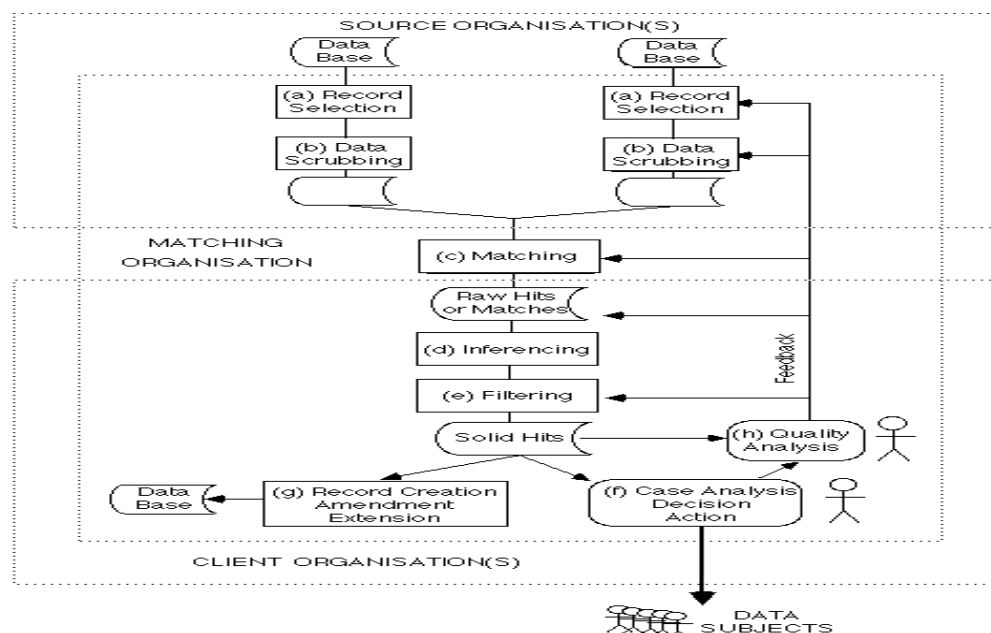 SOURCE ORGANISATION(S)
Data
Base
Data
Base
(a) Record
Selection
(a) Record
Selection
(b) Data
Scrubbing
(b) Data
Scrubbing
MATCHING
ORGANISATION
(c) Matching
Raw Hits
or Matches
(d) Inferencing
Feedback
(e) Filtering
Solid Hits
(h) Quality
Analysis
Data
Base
(g) Record Creation
Amendment
Extension
(f) Case Analysis
Decision
Action
CLIENT ORGANISATION(S)
DATA
SUBJECTS